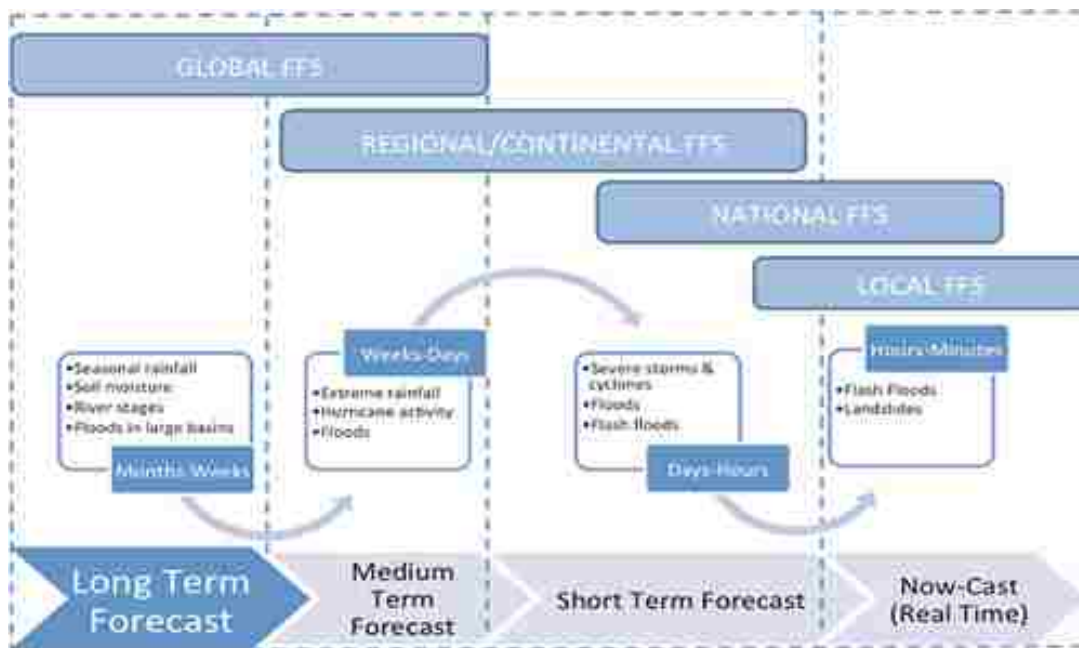 GLOBAL FFS
REGIONAL/CONTINENTAL FFS
NATIONAL FFS
LOCAL FFS
•Seasonal rainfall
•Soil moisture
•River stages
•Floods in large basins
Months-Weeks
Weeks-Days
•Extreme rainfall
•Hurricane activity
•Floods
•Severe storms &
cyclones
•Floods
•Flash floods
Days-Hours
Hours-Minutes
•Flash Floods
•Landslides
Long Term
Forecast
Medium
Term
Forecast
Short Term Forecast
Now-Cast
(Real Time)